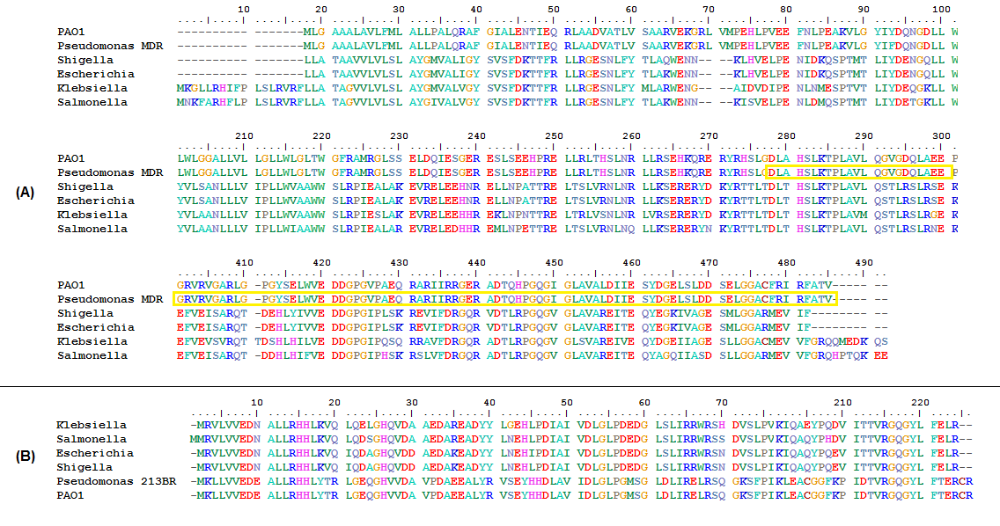 10 20 30 40 50 60 70 80 90 100
PAO1 ---------- ------MLG AAALAVLFML ALLPALQRAF GIALENTIEQ RLAADVATLV SAARVEKGRL VMPEHLPVEE FNLPEAKVLG YIYDQNGDLL W
Pseudomonas MDR ---------- ------MLG AAALAVLFML ALLPALQRAF GIALENTIEQ RLAADVATLV SAARVEKGRL VMPEHLPVEE FNLPEAKVLG YIFDQNGDLL W
Shigella ---------- ------LLA TAAVVLVLSL AYGMVALIGY SVSFDKTTFR LLRGESNLFY TLAQWENN-- --KLHVELPE NIDKQSPTMT LIYDENGQLL W
Escherichia ---------- ------LLA TAAVVLVLSL AYGMVALIGY SVSFDKTTFR LLRGESNLFY TLAKWENN-- --KLHVELPE NIDKQSPTMT LIYDENGQLL W
Klebsiella MKGLLRHIFP LSLRVRFLLA TAGVVLVLSL AYGMVALVGY SVSFDKTTFR LLRGESNLFY MLARWENG-- --AIDVDIPE NLNMESPTVT LIYDEQGKLL W
Salmonella MNKFARHFLP LSLRVRFLLA TAGVVLVLSL AYGIVALVGY SVSFDKTTFR LLRGESNLFY TLAKWENN-- --KISVELPE NLDMQSPTMT LIYDETGKLL W
210 220 230 240 250 260 270 280 290 300
PAO1 LWLGGALLVL LGLLWLGLTW GFRAMRGLSS ELDQIESGER ESLSEEHPRE LLRLTHSLNR LLRSEHKQRE RYRHSLGDLA HSLKTPLAVL QGVGDQLAEE P
Pseudomonas MDR LWLGGALLVL LGLLWLGLTW GFRAMRGLSS ELDQIESGER ESLSEEHPRE LLRLTHSLNR LLRSEHKQRE RYRHSLGDLA HSLKTPLAVL QGVGDQLAEE P
(A)
Shigella YVLSANLLLV IPLLWVAAWW SLRPIEALAK EVRELEEHNR ELLNPATTRE LTSLVRNLNR LLKSERERYD KYRTTLTDLT HSLKTPLAVL QSTLRSLRSE K
Escherichia YVLSANLLLV IPLLWVAAWW SLRPIEALAK EVRELEEHNR ELLNPATTRE LTSLVRNLNR LLKSERERYD KYRTTLTDLT HSLKTPLAVL QSTLRSLRSE K
Klebsiella YVLAANLLLV IPLLWVAAWW SLRPIESLAK EVRELEEHHR EKLNPNTTRE LTRLVSNLNR LVRSERERYD KYRTTLTDLT HSLKTPLAVM QSTLRSLRGE K
Salmonella YVLAANLLLV IPLLWIAAWW SLRPIEALAR EVRELEDHHR EMLNPETTRE LTSLVRNLNQ LLKSERERYN KYRTTLTDLT HSLKTPLAVL QSTLRSLRNE K
410 420 430 440 450 460 470 480 490
PAO1 GRVRVGARLG -PGYSELWVE DDGPGVPAEQ RARIIRRGER ADTQHPGQGI GLAVALDIIE SYDGELSLDD SELGGACFRI RFATV----- ---
Pseudomonas MDR GRVRVGARLG -PGYSELWVE DDGPGVPAEQ RARIIRRGER ADTQHPGQGI GLAVALDIIE SYDGELSLDD SELGGACFRI RFATV----- ---
Shigella EFVEISARQT -DEHLYIVVE DDGPGIPLSK REVIFDRGQR VDTLRPGQGV GLAVAREITE QYEGKIVAGE SMLGGARMEV IF-------- ---
Escherichia EFVEISARQT -DEHLYIVVE DDGPGIPLSK REVIFDRGQR VDTLRPGQGV GLAVAREITE QYEGKIVAGE SMLGGARMEV IF-------- ---
Klebsiella EFVEVSVRQT TDSHLHILVE DDGPGIPQSQ RRAVFDRGQR ADTLRPGQGV GLSVAREIVE QYDGEIIAGE SLLGGACMEV VFGRQQMEDK QS
Salmonella EFVEISARQT -DDHLHIFVE DDGPGIPHSK RSLVFDRGQR ADTLRPGQGV GLAVAREITE QYAGQIIASD SLLGGARMEV VFGRQHPTQK EE
10 20 30 40 50 60 70 210 220
Klebsiella -MRVLVVEDN ALLRHHLKVQ LQELGHQVDA AEDAREADYY LGEHLPDIAI VDLGLPDEDG LSLIRRWRSH DVSLPVKIQAEYPQDV ITTVRGQGYL FELR--
Salmonella MMRVLVVEDN ALLRHHLKVQ LQDSGHQVDA AEDAREADYY LNEHLPDIAI VDLGLPDEDG LSLIRRWRSS DVSLPVKIQAQYPHDV ITTVRGQGYL FELR--
(B)
Escherichia -MRVLVVEDN ALLRHHLKVQ IQDAGHQVDD AEDAKEADYY LNEHIPDIAI VDLGLPDEDG LSLIRRWRSN DVSLPIKIQAQYPQEV ITTVRGQGYL FELR--
Shigella -MRVLVVEDN ALLRHHLKVQ IQDAGHQVDD AEDAKEADYY LNEHLPDIAI VDLGLPDEDG LSLIRRWRSN DVSLPIKIQAQYPQEV ITTVRGQGYL FELR--
Pseudomonas 213BR -MKLLVVEDE ALLRHHLYTR LGEQGHVVDA VPDAEEALYR VSEYHHDLAV IDLGLPGMSG LDLIRELRSQ GKSFPIKLEACGGFKP IDTVRGQGYL FTERCR
PAO1 -MKLLVVEDE ALLRHHLYTR LGEQGHVVDA VPDAEEALYR VSEYHHDLAV IDLGLPGMSG LDLIRELRSQ GKSFPIKLEACGGFKP IDTVRGQGYL FTERCR